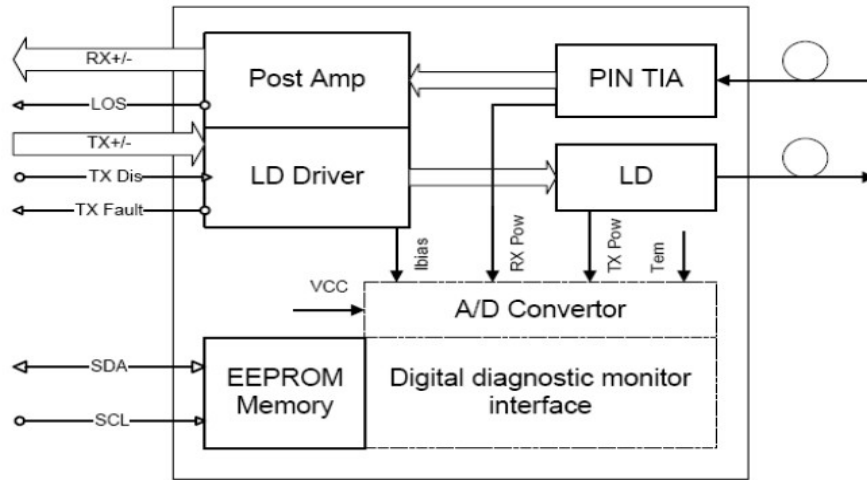 RX+/-
Post Amp
PIN TIA
LOS
TX+/-
LD Driver
LD
TX Dis
TX Fault
Ibias
RX Pow
TX Pow
Tem
VCC
A/D Convertor
SDA
EEPROM
Memory
Digital diagnostic monitor
interface
SCL